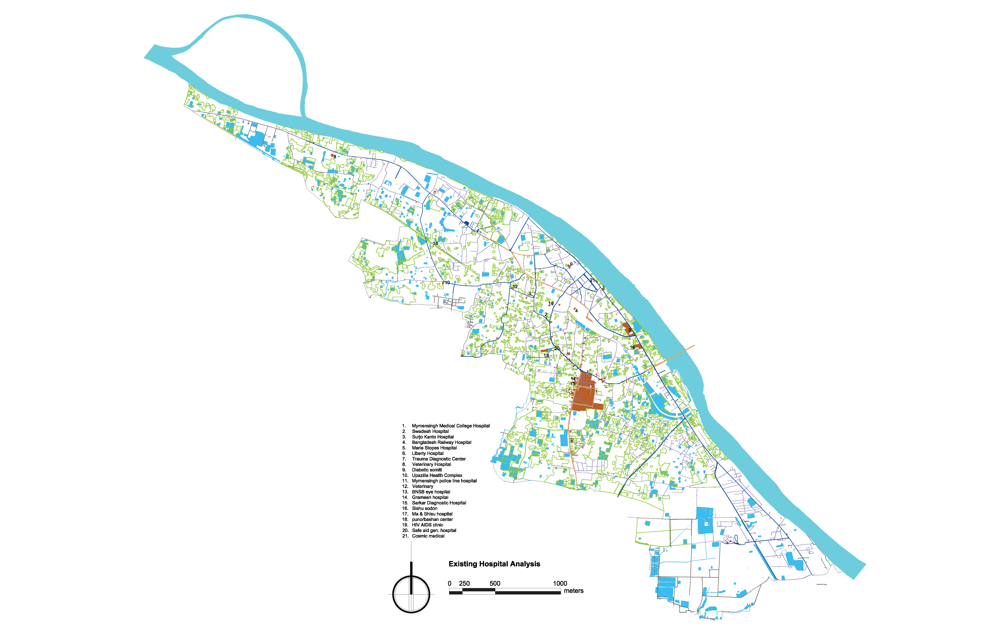 8
11
18
9
10
21
12
5
19
4
2
3
16
20
13
14
15
1
1. Mymensingh Medical College Hospital
2. Swadesh Hospital
3. Surjo Kanto Hospital
4. Bangladesh Railway Hospital
5. Marie Stopes Hospital
6. Liberty Hospital
7. Trauma Diagnostic Center
8. Veterinary Hospital
9. Diabetic somiti
10. Upazilla Health Complex
11. Mymensingh police line hospital
12. Veterinary
13. BNSB eye hospital
14. Grameen hospital
15. Sarkar Diagnostic Hospital
16. Sishu sodon
17. Ma & Shisu hospital
18. punorbashan center
19. HIV AIDS clinic
20. Safe aid gen. hospital
21. Cosmic medical
Existing Hospital Analysis
0 250 500 1000
meters